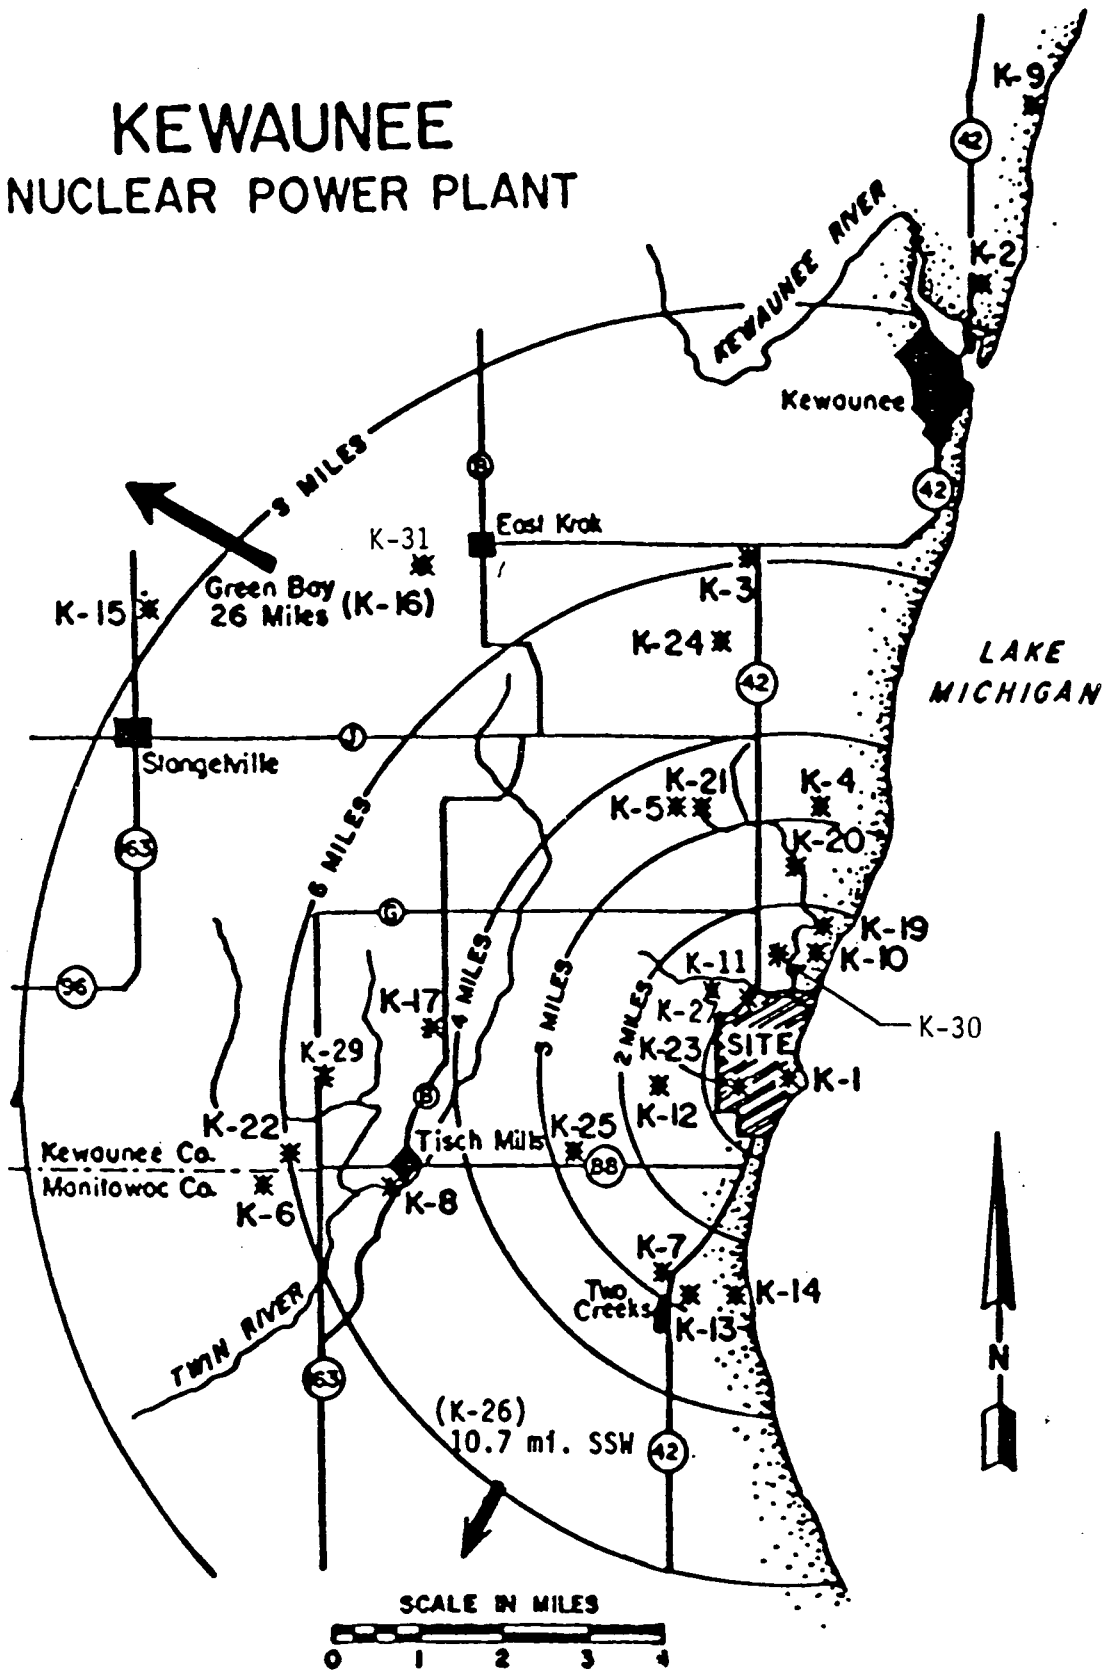 KEWAUNEE
NUCLEAR POWER PLANT
K-9
42
KEWAUNEE RIVER
K-2
Kewaunee
42
5 MILES
B
East Krok
K-31
K-3
Green Bay
26 Miles (K-16)
K-15
K-24
42
LAKE
MICHIGAN
J
Stangelville
K-21
K-5
K-4
K-20
163
6 MILES
G
K-19
K-10
4 MILES
K-11
96
K-17
3 MILES
2 MILES
K-27
K-30
K-29
K-23
SITE
K-1
B
K-12
K-22
Tisch Mills
K-25
Kewaunee Co.
Manitowoc Co.
BB
K-6
K-8
K-7
Two
Creeks
K-14
K-13
TWIN RIVER
N
163
(K-26)
10.7 mi. SSW
42
SCALE IN MILES
0 1 2 3 4